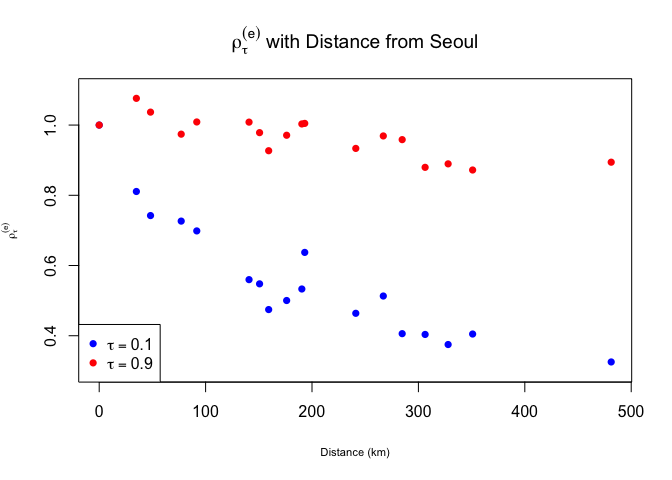 ρτ(e) with Distance from Seoul
ρτ(e)
1.0
0.8
0.6
0.4
τ = 0.1
τ = 0.9
0 100 200 300 400 500
Distance (km)